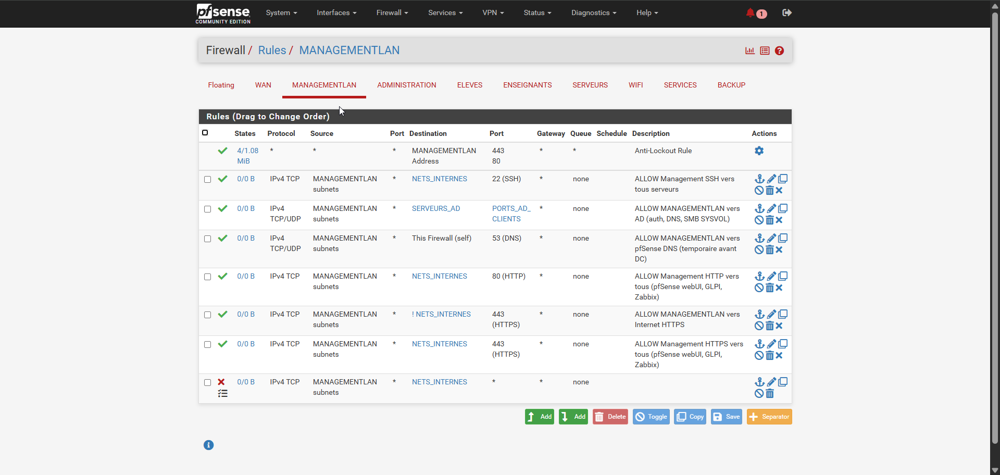 pfsense
COMMUNITY EDITION
System Interfaces Firewall Services VPN Status Diagnostics Help 1
Firewall / Rules / MANAGEMENTLAN
Floating WAN MANAGEMENTLAN ADMINISTRATION ELEVES ENSEIGNANTS SERVEURS WIFI SERVICES BACKUP
Rules (Drag to Change Order)
States Protocol Source Port Destination Port Gateway Queue Schedule Description Actions
4/1.08 * * * MANAGEMENTLAN 443 * * Anti-Lockout Rule
MiB Address 80
0/0 B IPv4 TCP MANAGEMENTLAN * NETS_INTERNES 22 (SSH) * none ALLOW Management SSH vers
subnets tous serveurs
0/0 B IPv4 MANAGEMENTLAN * SERVEURS_AD PORTS_AD_ * none ALLOW MANAGEMENTLAN vers
TCP/UDP subnets CLIENTS AD (auth, DNS, SMB SYSVOL)
0/0 B IPv4 MANAGEMENTLAN * This Firewall (self) 53 (DNS) * none ALLOW MANAGEMENTLAN vers
TCP/UDP subnets pfSense DNS (temporaire avant
DC)
0/0 B IPv4 TCP MANAGEMENTLAN * NETS_INTERNES 80 (HTTP) * none ALLOW Management HTTP vers
subnets tous (pfSense webUI, GLPI,
Zabbix)
0/0 B IPv4 TCP MANAGEMENTLAN * ! NETS_INTERNES 443 * none ALLOW MANAGEMENTLAN vers
subnets (HTTPS) Internet HTTPS
0/0 B IPv4 TCP MANAGEMENTLAN * NETS_INTERNES 443 * none ALLOW Management HTTPS vers
subnets (HTTPS) tous (pfSense webUI, GLPI,
Zabbix)
0/0 B IPv4 TCP MANAGEMENTLAN * NETS_INTERNES * * none
subnets
Add Add Delete Toggle Copy Save Separator